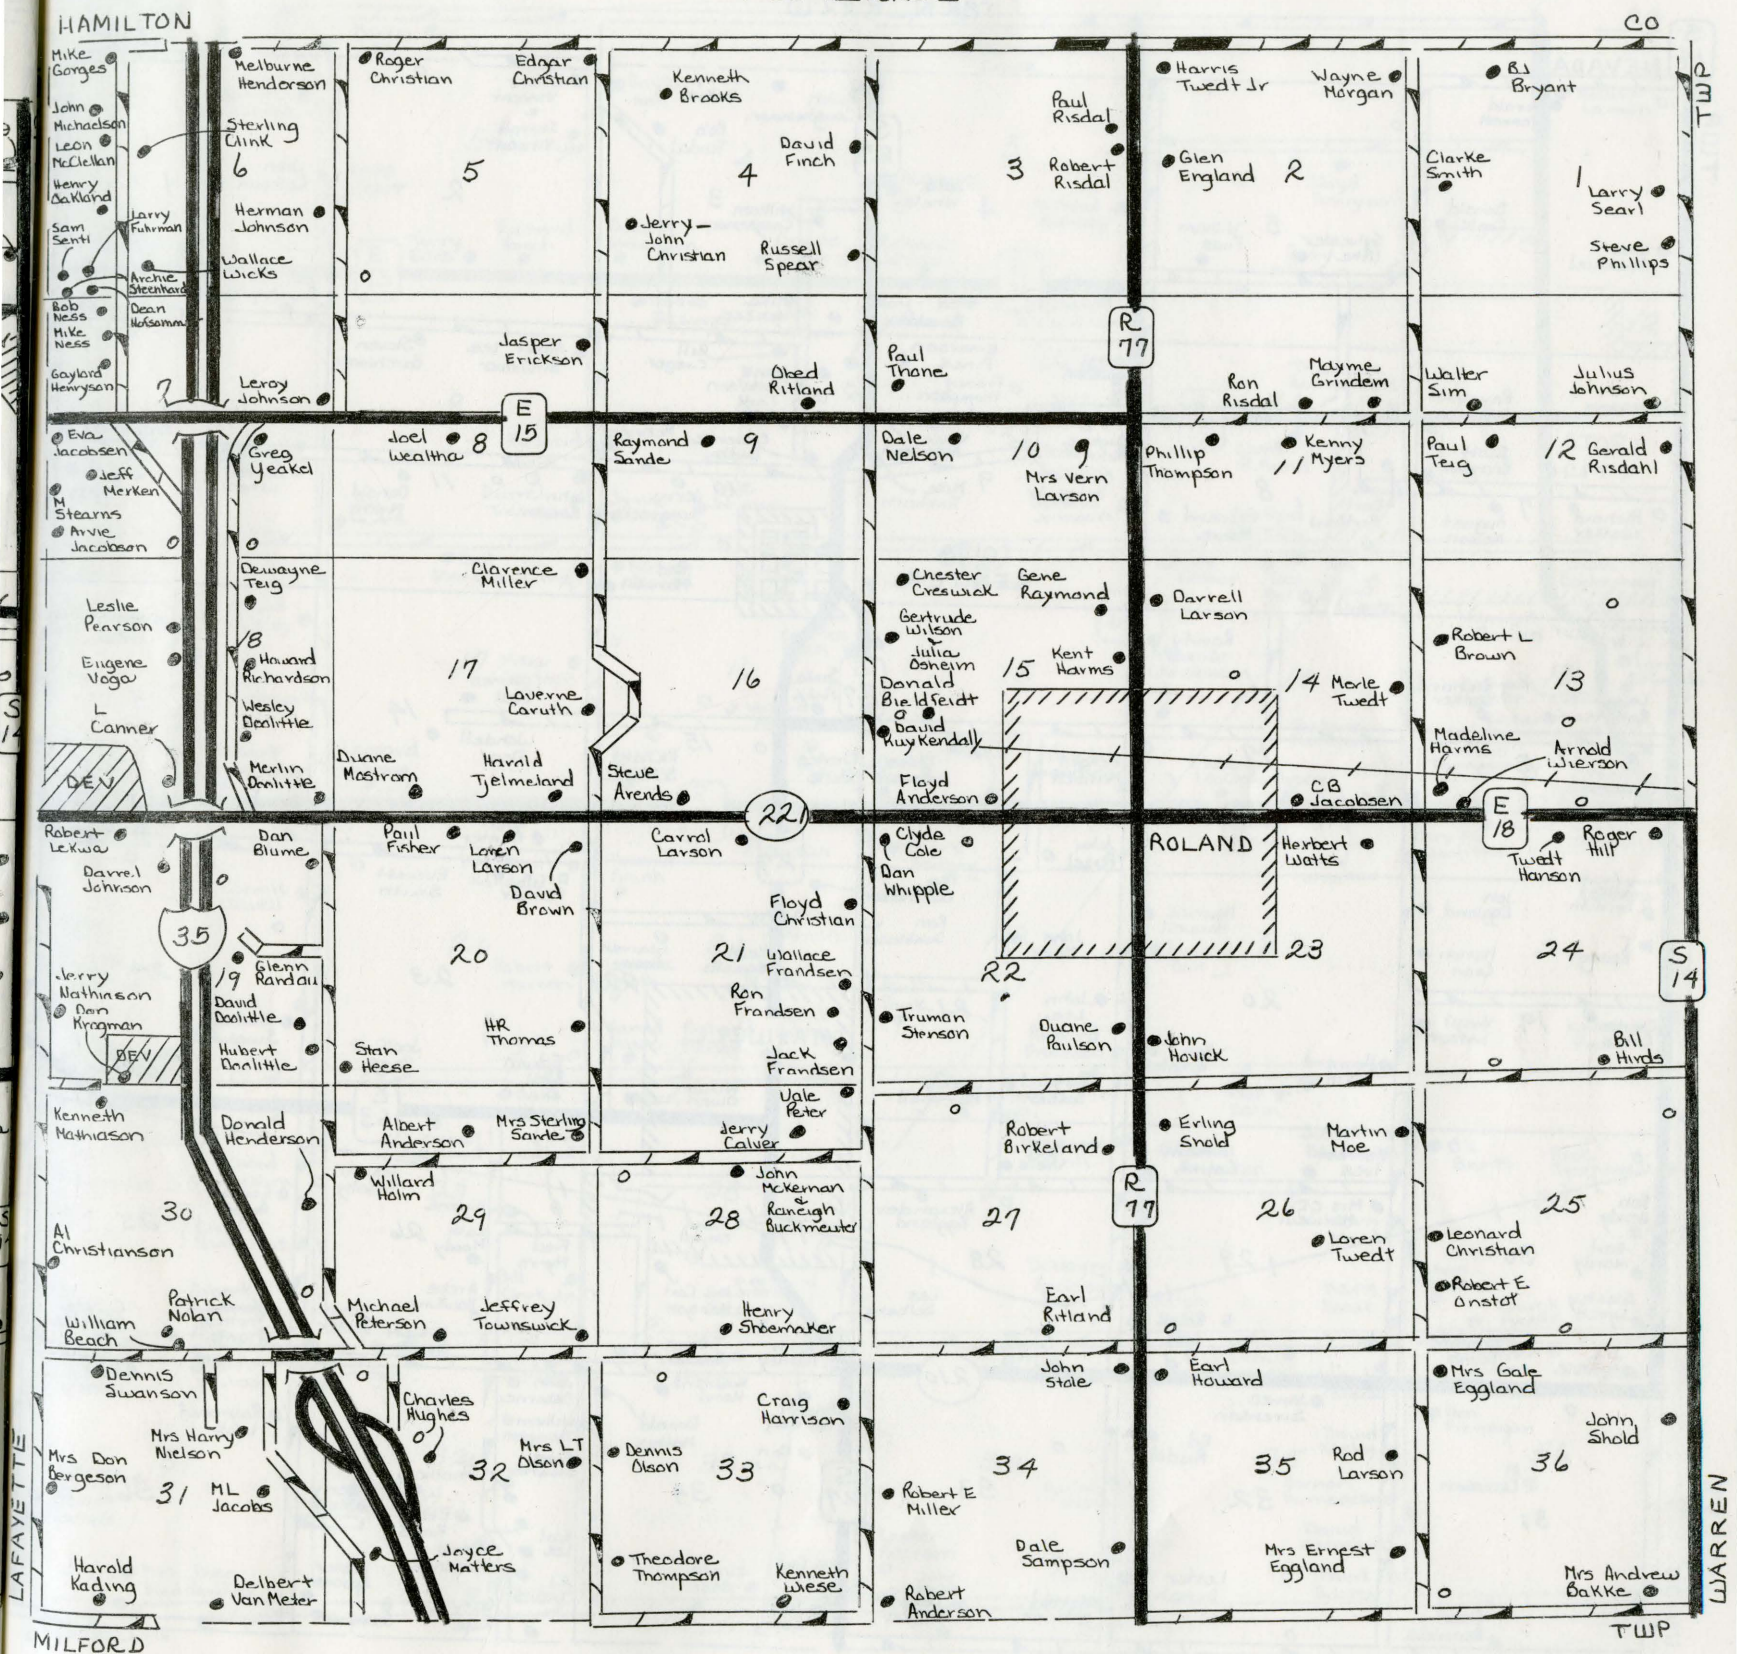 HAMILTON
CO
TWP
Mike
Gorges
John
Michaelson
Leon
McClellan
Henry
Oakland
Sam
Sentl
Larry
Fuhrman
Archie
Steenhard
Bob
Ness
Mike
Ness
Dean
Gaylord
Henryson
7
Melburne
Henderson
Sterling
Clink
6
Herman
Johnson
Wallace
Wicks
Leroy
Johnson
Roger
Christian
Edgar
Christian
5
Jasper
Erickson
Kenneth
Brooks
David
Finch
4
Jerry-
John
Christian
Russell
Spear
Obed
Ritland
Paul
Risdal
3
Robert
Risdal
Paul
Thone
R
77
Harris
Twedt Jr
Wayne
Morgan
Glen
England
2
Ron
Risdal
Mayme
Grindem
BJ
Bryant
Clarke
Smith
1
Larry
Searl
Steve
Phillips
Walter
Sim
Julius
Johnson
E
15
Eva
Jacobsen
Jeff
Merken
M
Stearns
Arvie
Jacobson
Greg
Yeakel
Joel
Wealtha
8
Raymond
Sande
9
Dale
Nelson
10
9
Mrs Vern
Larson
Phillip
Thompson
11
Kenny
Myers
Paul
Teig
12
Gerald
Risdahl
Leslie
Pearson
Eugene
Voga
L
Canner
DEV
Dewayne
Teig
18
Howard
Richardson
Wesley
Doolittle
Merlin
Doolittle
Clarence
Miller
17
Laverne
Caruth
Duane
Mostrom
Harold
Tjelmeland
16
Steve
Arends
Chester
Creswick
Gene
Raymond
Gertrude
Wilson
&
Julia
Osheim
15
Kent
Harms
Donald
Bieldfeidt
David
Kuykendall
Floyd
Anderson
Darrell
Larson
14
Merle
Twedt
CB
Jacobsen
Robert L
Brown
13
Madeline
Harms
Arnold
Wierson
221
E
18
Robert
Lekwa
Darrel
Johnson
35
Dan
Blume
19
Glenn
Randall
David
Doolittle
Hubert
Doolittle
Jerry
Mathiason
Don
Krogman
DEV
Paul
Fisher
Loren
Larson
David
Brown
20
HR
Thomas
Stan
Heese
Carrol
Larson
Floyd
Christian
21
Wallace
Frandsen
Ron
Frandsen
Jack
Frandsen
Clyde
Cole
Dan
Whipple
22
Truman
Stenson
Duane
Paulson
ROLAND
Herbert
Watts
23
John
Hovick
Twedt
Hanson
Roger
Hill
24
Bill
Hirds
S
14
Kenneth
Mathiason
Donald
Henderson
30
Al
Christianson
Patrick
Nolan
William
Beach
Albert
Anderson
Mrs Sterling
Sande
Willard
Holm
29
Michael
Peterson
Jeffrey
Townswick
Vale
Peter
Jerry
Calver
John
McKernan
&
Raneigh
Buckmeuter
28
Henry
Shoemaker
Robert
Birkeland
27
Earl
Ritland
R
77
Erling
Shold
Martin
Moe
26
Loren
Twedt
25
Leonard
Christian
Robert E
Onstot
Dennis
Swanson
Mrs Harry
Nielson
Mrs Don
Bergeson
31
ML
Jacobs
Harold
Kading
Delbert
Van Meter
Charles
Hughes
32
Mrs LT
Olson
Joyce
Matters
Craig
Harrison
Dennis
Olson
33
Theodore
Thompson
Kenneth
Wiese
John
Stole
34
Robert E
Miller
Dale
Sampson
Robert
Anderson
Earl
Howard
35
Rod
Larson
Mrs Ernest
Eggland
Mrs Gale
Eggland
John
Shold
36
Mrs Andrew
Bakke
LAFAYETTE
MILFORD
WARREN
TWP